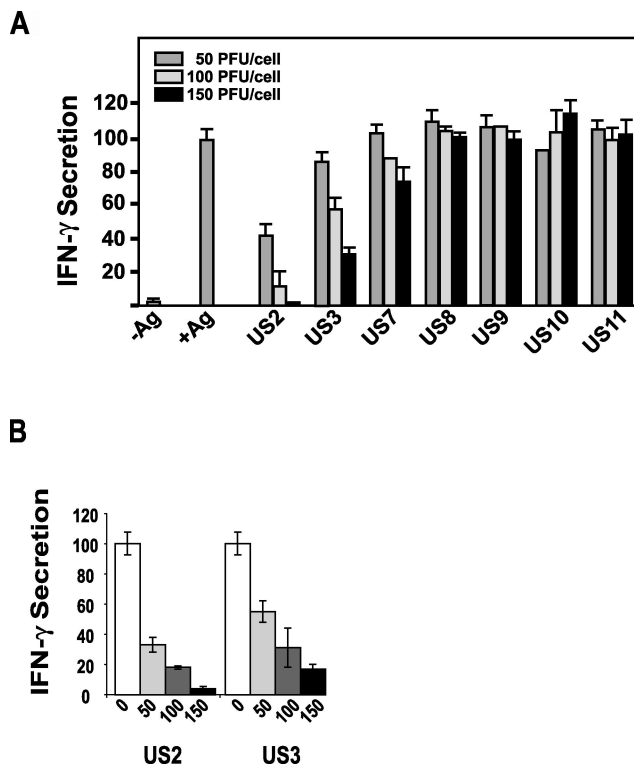 A
50 PFU/cell
100 PFU/cell
150 PFU/cell
IFN-γ Secretion
120
100
80
60
40
20
-Ag +Ag US2 US3 US7 US8 US9 US10 US11
B
IFN-γ Secretion
120
100
80
60
40
20
0
0 50 100 150 0 50 100 150
US2 US3